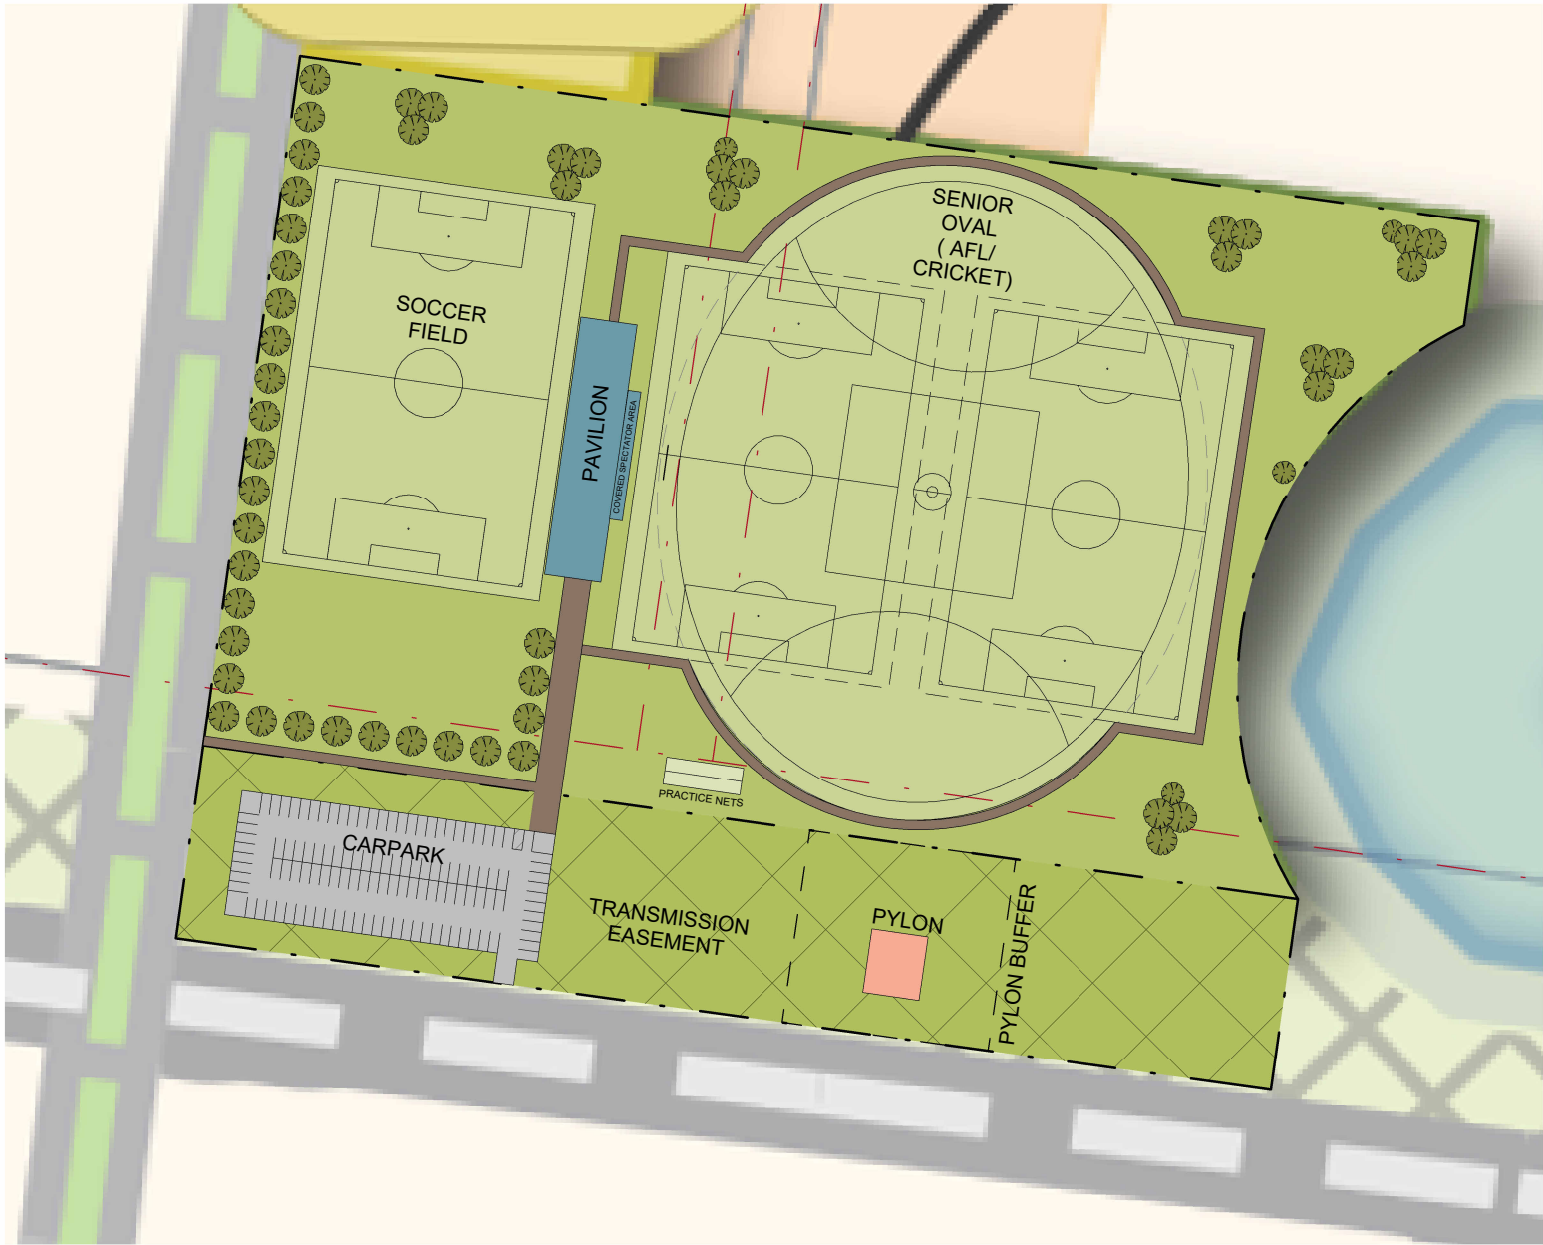 SENIOR
OVAL
( AFL/
CRICKET)
SOCCER
FIELD
PAVILION
COVERED SPECTATOR AREA
PRACTICE NETS
CARPARK
TRANSMISSION
EASEMENT
PYLON
PYLON BUFFER